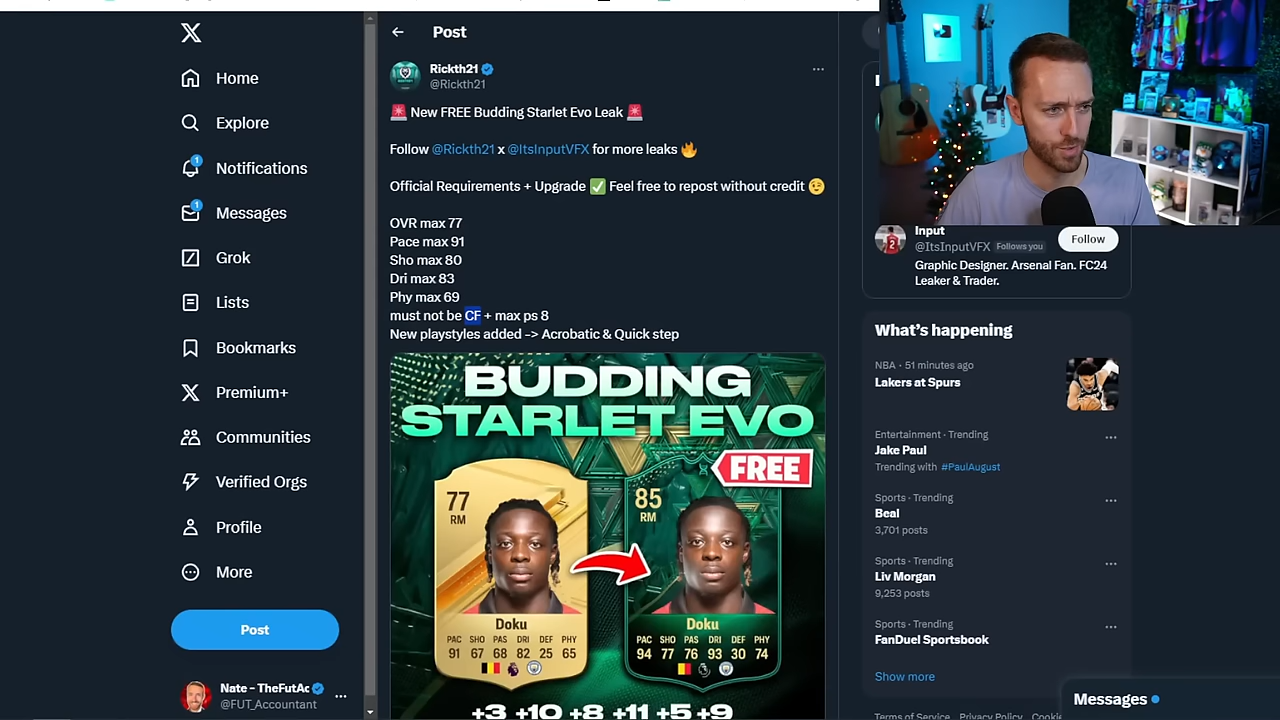 Home
Explore
1
Notifications
1
Messages
Grok
Lists
Bookmarks
Premium+
Communities
Verified Orgs
Profile
More
Post
Nate – TheFutAc
@FUT_Accountant
Post
Rickth21
@Rickth21
New FREE Budding Starlet Evo Leak
Follow @Rickth21 x @ItsInputVFX for more leaks
Official Requirements + Upgrade Feel free to repost without credit
OVR max 77
Pace max 91
Sho max 80
Dri max 83
Phy max 69
must not be CF + max ps 8
New playstyles added -> Acrobatic & Quick step
BUDDING
STARLET EVO
FREE
77
RM
Doku
PAC SHO PAS DRI DEF PHY
91 67 68 82 25 65
85
RM
Doku
PAC SHO PAS DRI DEF PHY
94 77 76 93 30 74
+3 +10 +8 +11 +5 +9
Input
@ItsInputVFX Follows you
Follow
Graphic Designer. Arsenal Fan. FC24
Leaker & Trader.
What's happening
NBA · 51 minutes ago
Lakers at Spurs
Entertainment · Trending
Jake Paul
Trending with #PaulAugust
Sports · Trending
Beal
3,701 posts
Sports · Trending
Liv Morgan
9,253 posts
Sports · Trending
FanDuel Sportsbook
Show more
Terms of Service Privacy Policy Cookie
Messages